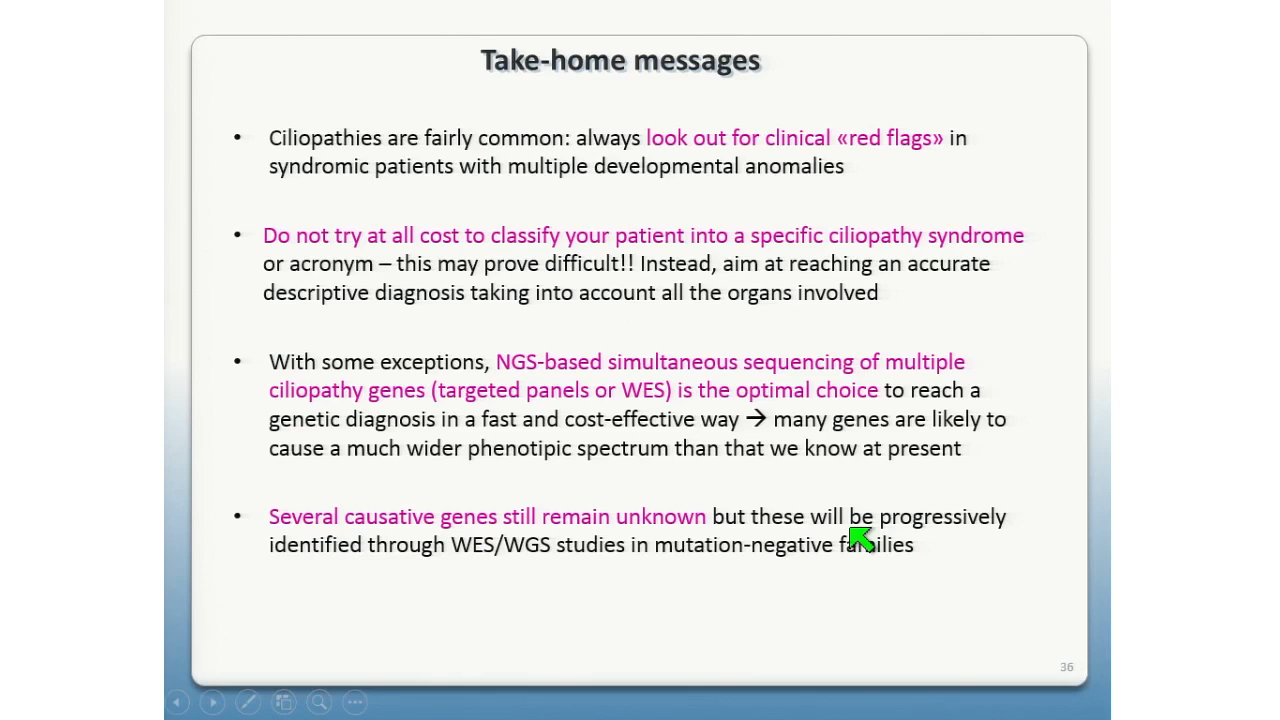 Take-home messages
• Ciliopathies are fairly common: always look out for clinical «red flags» in
syndromic patients with multiple developmental anomalies
• Do not try at all cost to classify your patient into a specific ciliopathy syndrome
or acronym – this may prove difficult!! Instead, aim at reaching an accurate
descriptive diagnosis taking into account all the organs involved
• With some exceptions, NGS-based simultaneous sequencing of multiple
ciliopathy genes (targeted panels or WES) is the optimal choice to reach a
genetic diagnosis in a fast and cost-effective way → many genes are likely to
cause a much wider phenotipic spectrum than that we know at present
• Several causative genes still remain unknown but these will be progressively
identified through WES/WGS studies in mutation-negative families
36